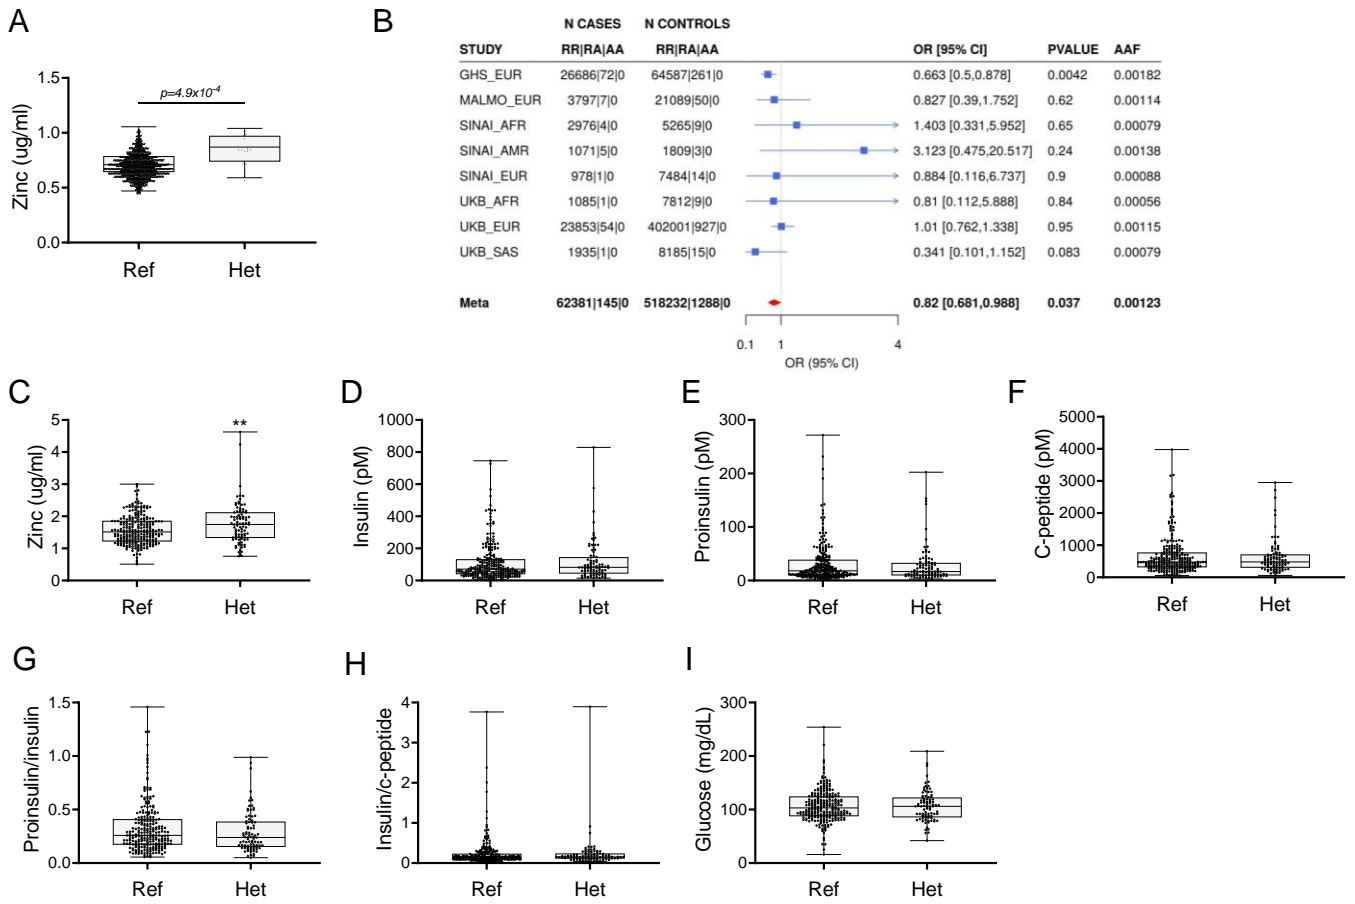 A
Zinc (ug/ml)
1.5
1.0
0.5
0.0
p=4.9x10-4
Ref Het
B
N CASES N CONTROLS
STUDY RR|RA|AA RR|RA|AA OR [95% CI] PVALUE AAF
GHS_EUR 26686|72|0 64587|261|0 0.663 [0.5,0.878] 0.0042 0.00182
MALMO_EUR 3797|7|0 21089|50|0 0.827 [0.39,1.752] 0.62 0.00114
SINAI_AFR 2976|4|0 5265|9|0 1.403 [0.331,5.952] 0.65 0.00079
SINAI_AMR 1071|5|0 1809|3|0 3.123 [0.475,20.517] 0.24 0.00138
SINAI_EUR 978|1|0 7484|14|0 0.884 [0.116,6.737] 0.9 0.00088
UKB_AFR 1085|1|0 7812|9|0 0.81 [0.112,5.888] 0.84 0.00056
UKB_EUR 23853|54|0 402001|927|0 1.01 [0.762,1.338] 0.95 0.00115
UKB_SAS 1935|1|0 8185|15|0 0.341 [0.101,1.152] 0.083 0.00079
Meta 62381|145|0 518232|1288|0 0.82 [0.681,0.988] 0.037 0.00123
0.1 1 4
OR (95% CI)
C
Zinc (ug/ml)
5
4
3
2
1
0
**
Ref Het
D
Insulin (pM)
1000
800
600
400
200
0
Ref Het
E
Proinsulin (pM)
300
200
100
0
Ref Het
F
C-peptide (pM)
5000
4000
3000
2000
1000
0
Ref Het
G
Proinsulin/insulin
1.5
1.0
0.5
0.0
Ref Het
H
Insulin/c-peptide
4
3
2
1
0
Ref Het
I
Glucose (mg/dL)
300
200
100
0
Ref Het